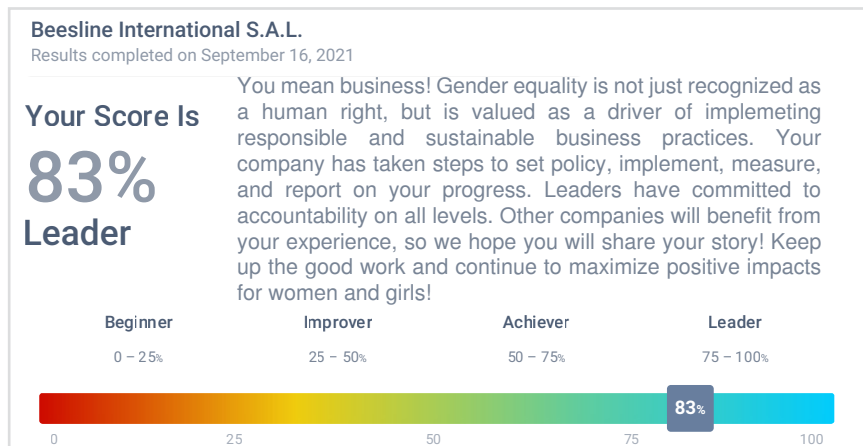 Beesline International S.A.L.
Results completed on September 16, 2021
Your Score Is
83%
Leader
You mean business! Gender equality is not just recognized as
a human right, but is valued as a driver of implemeting
responsible and sustainable business practices. Your
company has taken steps to set policy, implement, measure,
and report on your progress. Leaders have committed to
accountability on all levels. Other companies will benefit from
your experience, so we hope you will share your story! Keep
up the good work and continue to maximize positive impacts
for women and girls!
Beginner Improver Achiever Leader
0 – 25% 25 – 50% 50 – 75% 75 – 100%
83%
0 25 50 75 100